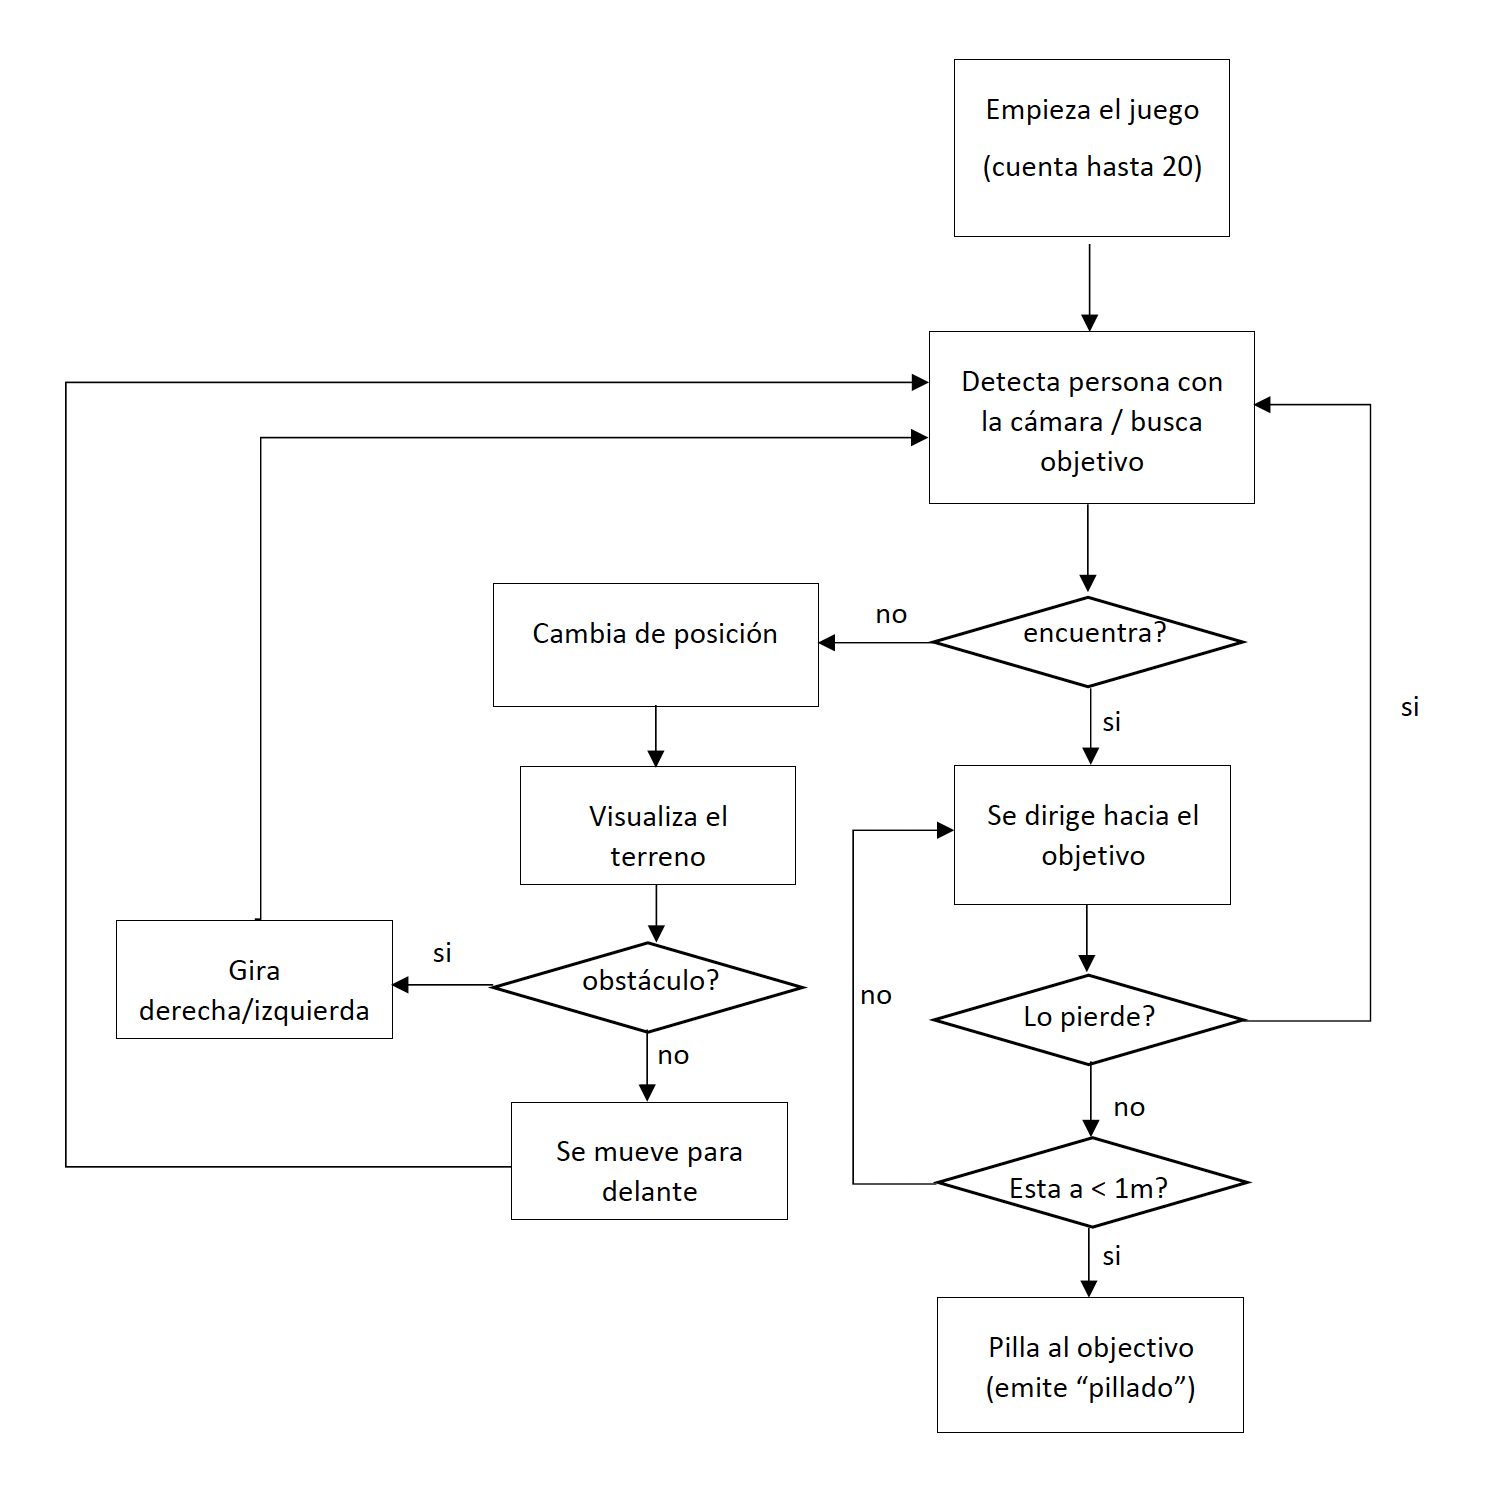 Empieza el juego
(cuenta hasta 20)
Detecta persona con
la cámara / busca
objetivo
encuentra?
no
si
Cambia de posición
Visualiza el
terreno
obstáculo?
si
no
Gira
derecha/izquierda
Se mueve para
delante
Se dirige hacia el
objetivo
Lo pierde?
si
no
Esta a < 1m?
no
si
Pilla al objectivo
(emite “pillado”)